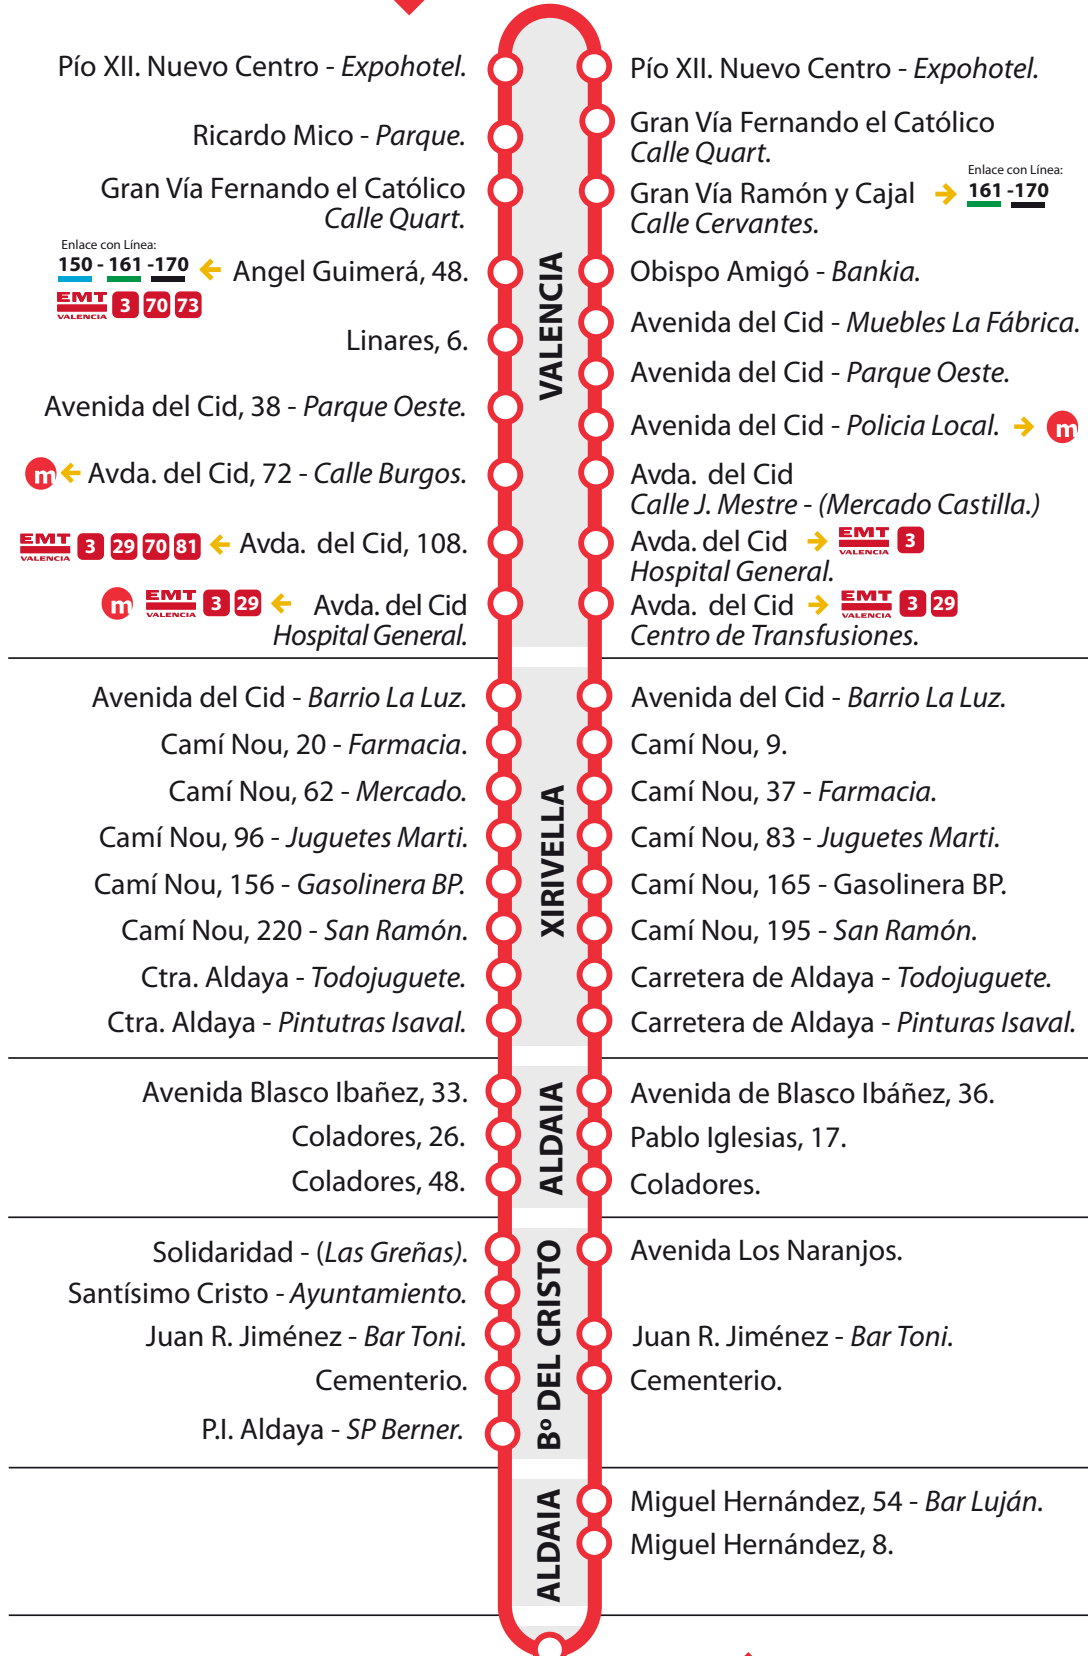 Pío XII. Nuevo Centro - Expohotel.
Ricardo Mico - Parque.
Gran Vía Fernando el Católico
Calle Quart.
Enlace con Línea:
150 - 161 -170
Angel Guimerá, 48.
EMT VALENCIA 3 70 73
Linares, 6.
Avenida del Cid, 38 - Parque Oeste.
m Avda. del Cid, 72 - Calle Burgos.
EMT VALENCIA 3 29 70 81 Avda. del Cid, 108.
m EMT VALENCIA 3 29 Avda. del Cid
Hospital General.
VALENCIA
Pío XII. Nuevo Centro - Expohotel.
Gran Vía Fernando el Católico
Calle Quart.
Enlace con Línea:
Gran Vía Ramón y Cajal 161 -170
Calle Cervantes.
Obispo Amigó - Bankia.
Avenida del Cid - Muebles La Fábrica.
Avenida del Cid - Parque Oeste.
Avenida del Cid - Policia Local. m
Avda. del Cid
Calle J. Mestre - (Mercado Castilla.)
Avda. del Cid EMT VALENCIA 3
Hospital General.
Avda. del Cid EMT VALENCIA 3 29
Centro de Transfusiones.
Avenida del Cid - Barrio La Luz.
Camí Nou, 20 - Farmacia.
Camí Nou, 62 - Mercado.
Camí Nou, 96 - Juguetes Marti.
Camí Nou, 156 - Gasolinera BP.
Camí Nou, 220 - San Ramón.
Ctra. Aldaya - Todojuguete.
Ctra. Aldaya - Pintutras Isaval.
XIRIVELLA
Avenida del Cid - Barrio La Luz.
Camí Nou, 9.
Camí Nou, 37 - Farmacia.
Camí Nou, 83 - Juguetes Marti.
Camí Nou, 165 - Gasolinera BP.
Camí Nou, 195 - San Ramón.
Carretera de Aldaya - Todojuguete.
Carretera de Aldaya - Pinturas Isaval.
Avenida Blasco Ibañez, 33.
Coladores, 26.
Coladores, 48.
ALDAIA
Avenida de Blasco Ibáñez, 36.
Pablo Iglesias, 17.
Coladores.
Solidaridad - (Las Greñas).
Santísimo Cristo - Ayuntamiento.
Juan R. Jiménez - Bar Toni.
Cementerio.
P.I. Aldaya - SP Berner.
Bº DEL CRISTO
Avenida Los Naranjos.
Juan R. Jiménez - Bar Toni.
Cementerio.
ALDAIA
Miguel Hernández, 54 - Bar Luján.
Miguel Hernández, 8.